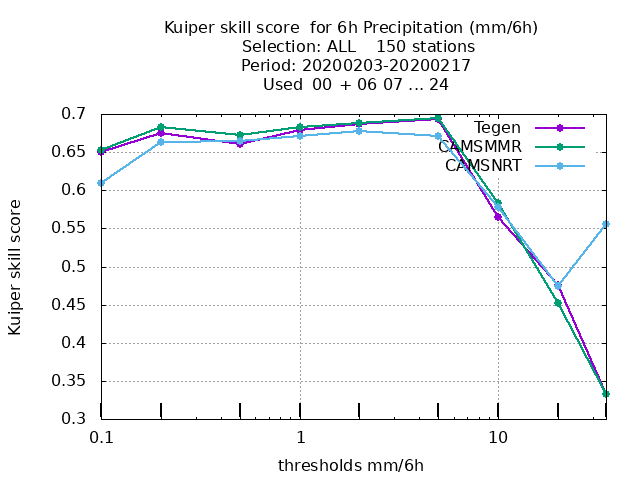 Kuiper skill score  for 6h Precipitation (mm/6h)
Selection: ALL    150 stations
Period: 20200203-20200217
Used  00 + 06 07 ... 24
Kuiper skill score
0.7
0.65
0.6
0.55
0.5
0.45
0.4
0.35
0.3
Tegen
CAMSMMR
CAMSNRT
0.1
1
10
thresholds mm/6h